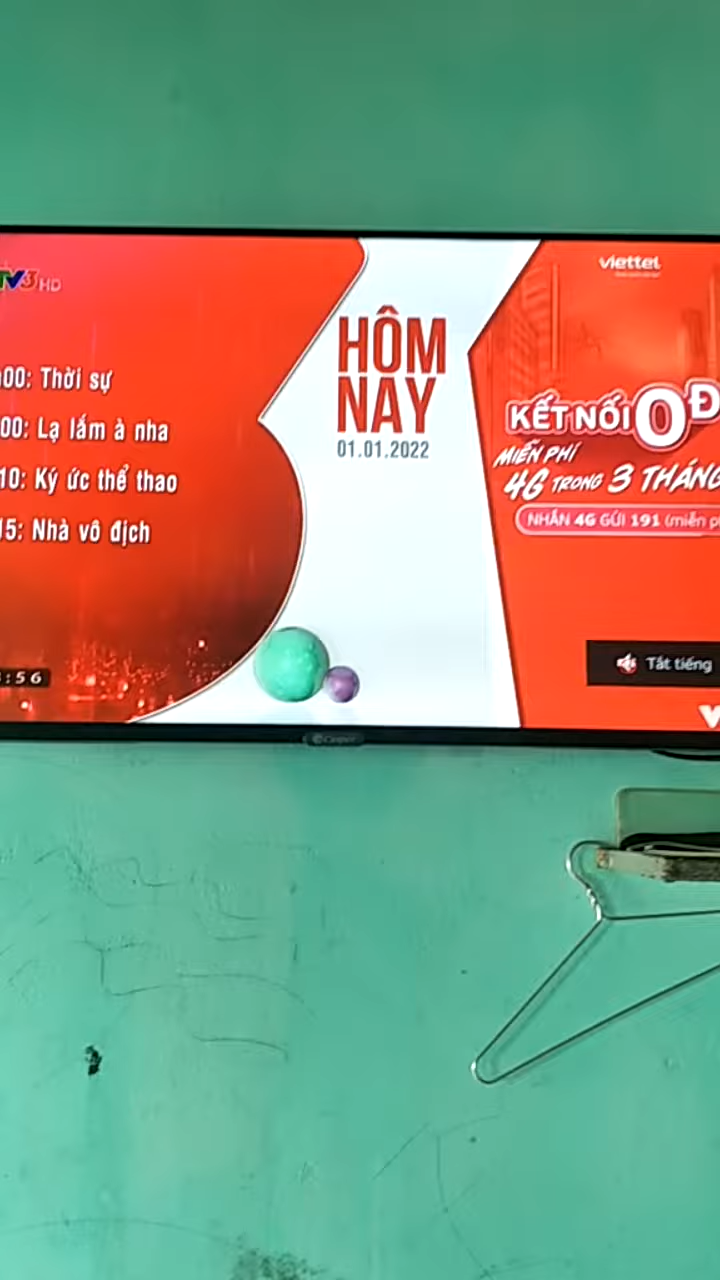 TV3 HD
00: Thời sự
00: Lạ lắm à nha
10: Ký ức thể thao
15: Nhà vô địch
:56
HÔM
NAY
01.01.2022
viettel
KẾT NỐI 0Đ
MIỄN PHÍ
4G TRONG 3 THÁNG
NHẮN 4G GỬI 191 (miễn p
Tắt tiếng
V
Casper